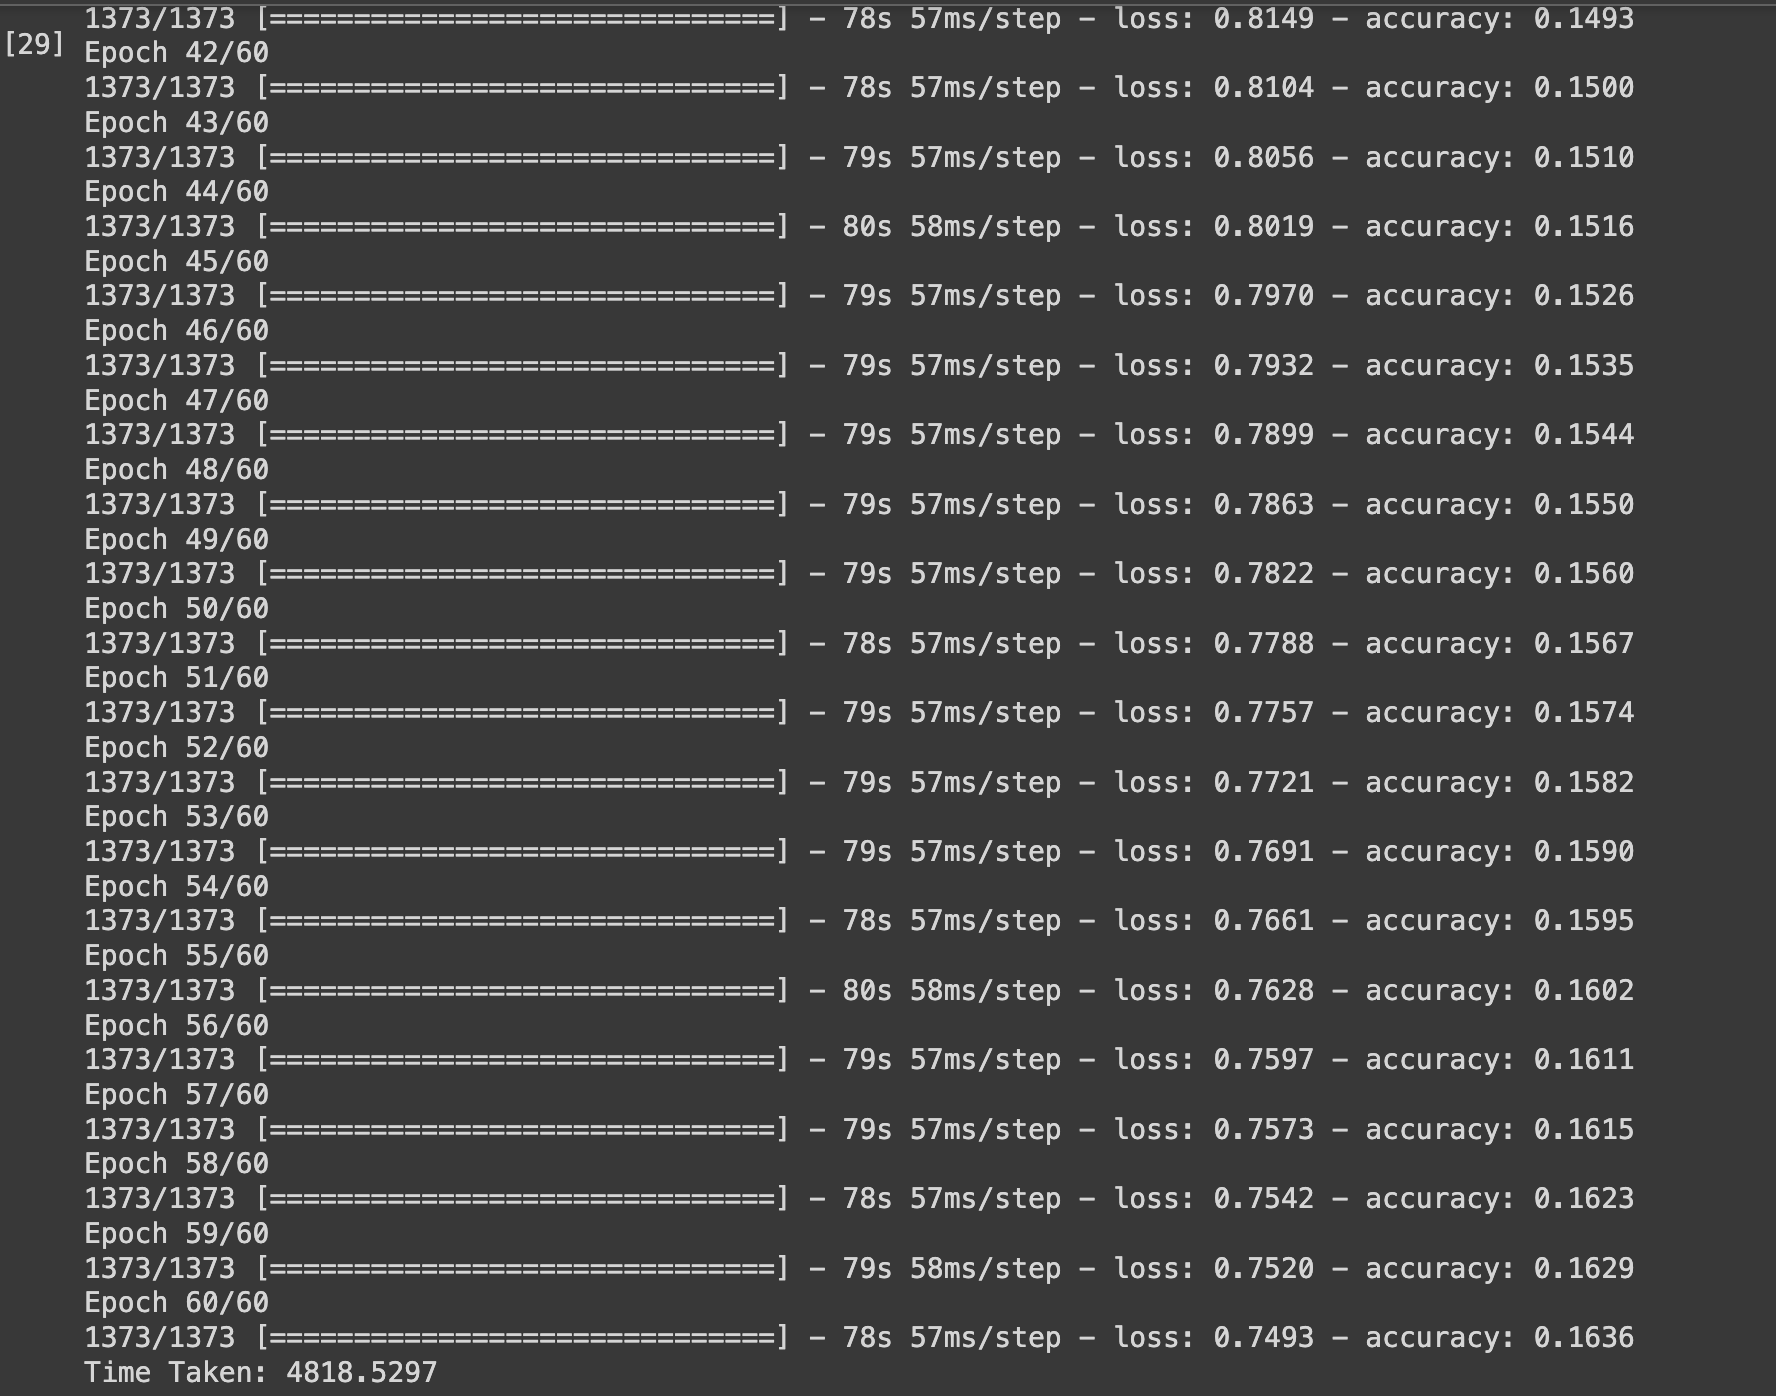 1373/1373 [==============================] - 78s 57ms/step - loss: 0.8149 - accuracy: 0.1493
[29]
Epoch 42/60
1373/1373 [==============================] - 78s 57ms/step - loss: 0.8104 - accuracy: 0.1500
Epoch 43/60
1373/1373 [==============================] - 79s 57ms/step - loss: 0.8056 - accuracy: 0.1510
Epoch 44/60
1373/1373 [==============================] - 80s 58ms/step - loss: 0.8019 - accuracy: 0.1516
Epoch 45/60
1373/1373 [==============================] - 79s 57ms/step - loss: 0.7970 - accuracy: 0.1526
Epoch 46/60
1373/1373 [==============================] - 79s 57ms/step - loss: 0.7932 - accuracy: 0.1535
Epoch 47/60
1373/1373 [==============================] - 79s 57ms/step - loss: 0.7899 - accuracy: 0.1544
Epoch 48/60
1373/1373 [==============================] - 79s 57ms/step - loss: 0.7863 - accuracy: 0.1550
Epoch 49/60
1373/1373 [==============================] - 79s 57ms/step - loss: 0.7822 - accuracy: 0.1560
Epoch 50/60
1373/1373 [==============================] - 78s 57ms/step - loss: 0.7788 - accuracy: 0.1567
Epoch 51/60
1373/1373 [==============================] - 79s 57ms/step - loss: 0.7757 - accuracy: 0.1574
Epoch 52/60
1373/1373 [==============================] - 79s 57ms/step - loss: 0.7721 - accuracy: 0.1582
Epoch 53/60
1373/1373 [==============================] - 79s 57ms/step - loss: 0.7691 - accuracy: 0.1590
Epoch 54/60
1373/1373 [==============================] - 78s 57ms/step - loss: 0.7661 - accuracy: 0.1595
Epoch 55/60
1373/1373 [==============================] - 80s 58ms/step - loss: 0.7628 - accuracy: 0.1602
Epoch 56/60
1373/1373 [==============================] - 79s 57ms/step - loss: 0.7597 - accuracy: 0.1611
Epoch 57/60
1373/1373 [==============================] - 79s 57ms/step - loss: 0.7573 - accuracy: 0.1615
Epoch 58/60
1373/1373 [==============================] - 78s 57ms/step - loss: 0.7542 - accuracy: 0.1623
Epoch 59/60
1373/1373 [==============================] - 79s 58ms/step - loss: 0.7520 - accuracy: 0.1629
Epoch 60/60
1373/1373 [==============================] - 78s 57ms/step - loss: 0.7493 - accuracy: 0.1636
Time Taken: 4818.5297